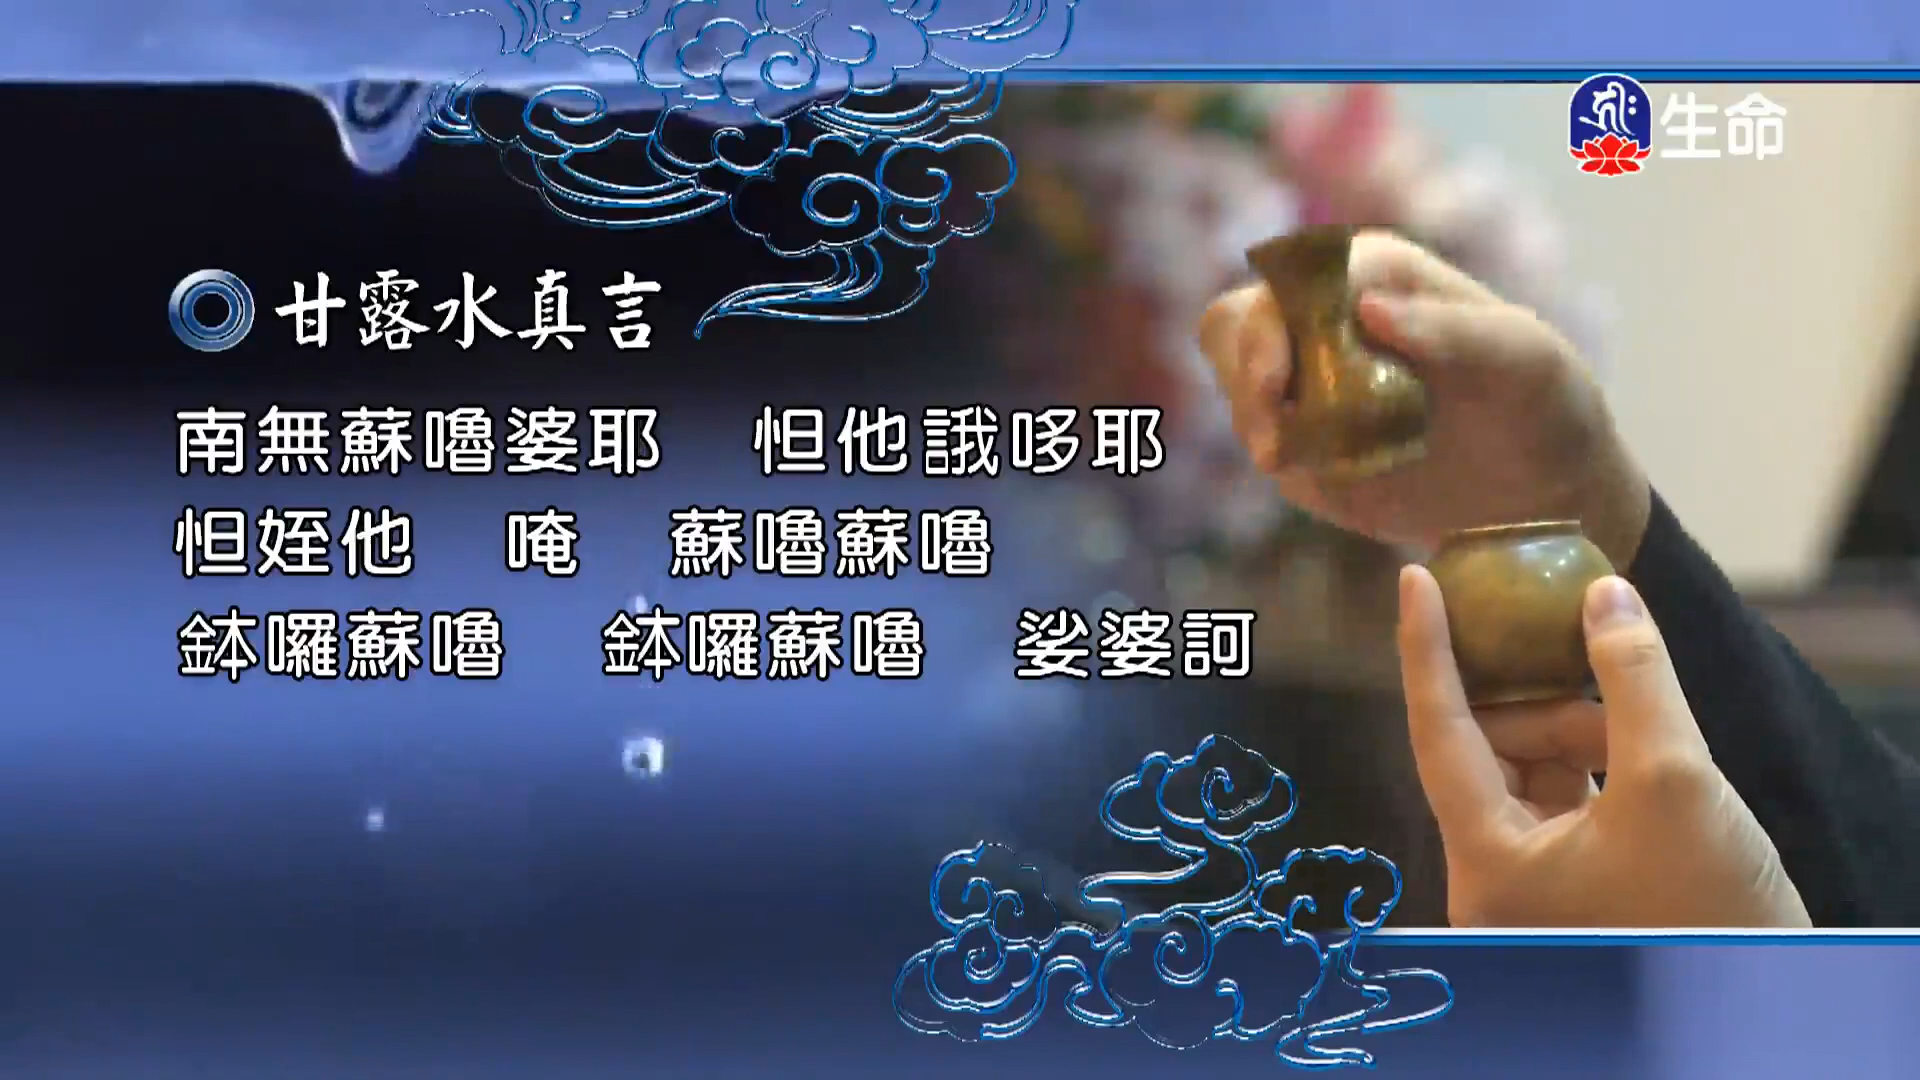 生命
甘露水真言
南無蘇嚕婆耶　怛他誐哆耶
怛姪他　唵　蘇嚕蘇嚕
鉢囉蘇嚕　鉢囉蘇嚕　娑婆訶